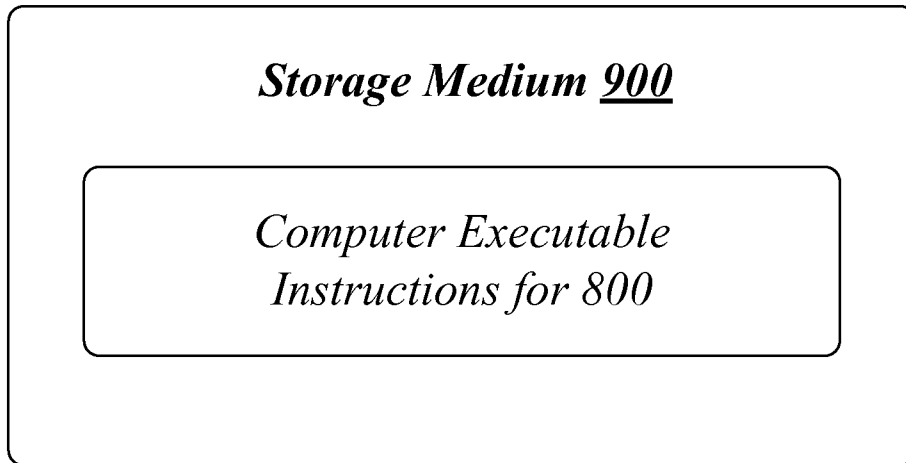 Storage Medium 900
Computer Executable
Instructions for 800